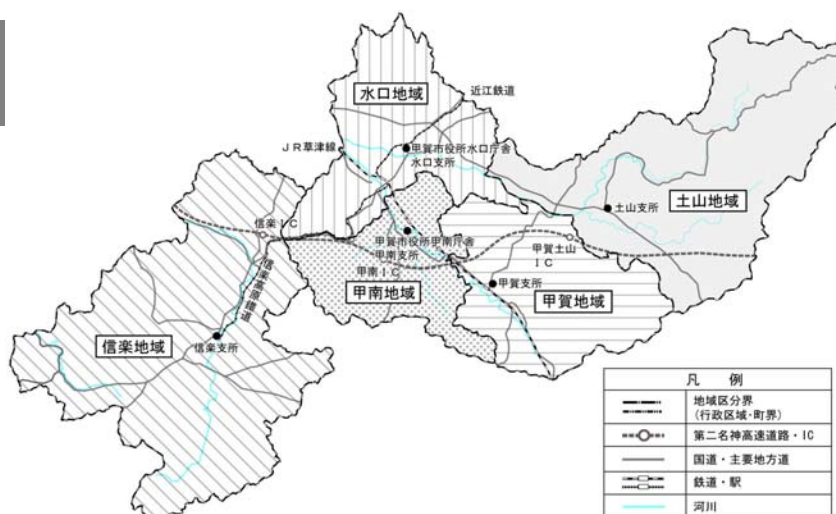 水口地域
近江鉄道
JR草津線
甲賀市役所水口庁舎
水口支所
土山支所
土山地域
信楽IC
甲賀市役所甲南庁舎
甲南支所
甲南IC
甲賀土山
IC
信楽高原鐵道
甲賀支所
甲南地域
甲賀地域
信楽地域
信楽支所
凡 例
地域区分界
(行政区域・町界)
第二名神高速道路・IC
国道・主要地方道
鉄道・駅
河川